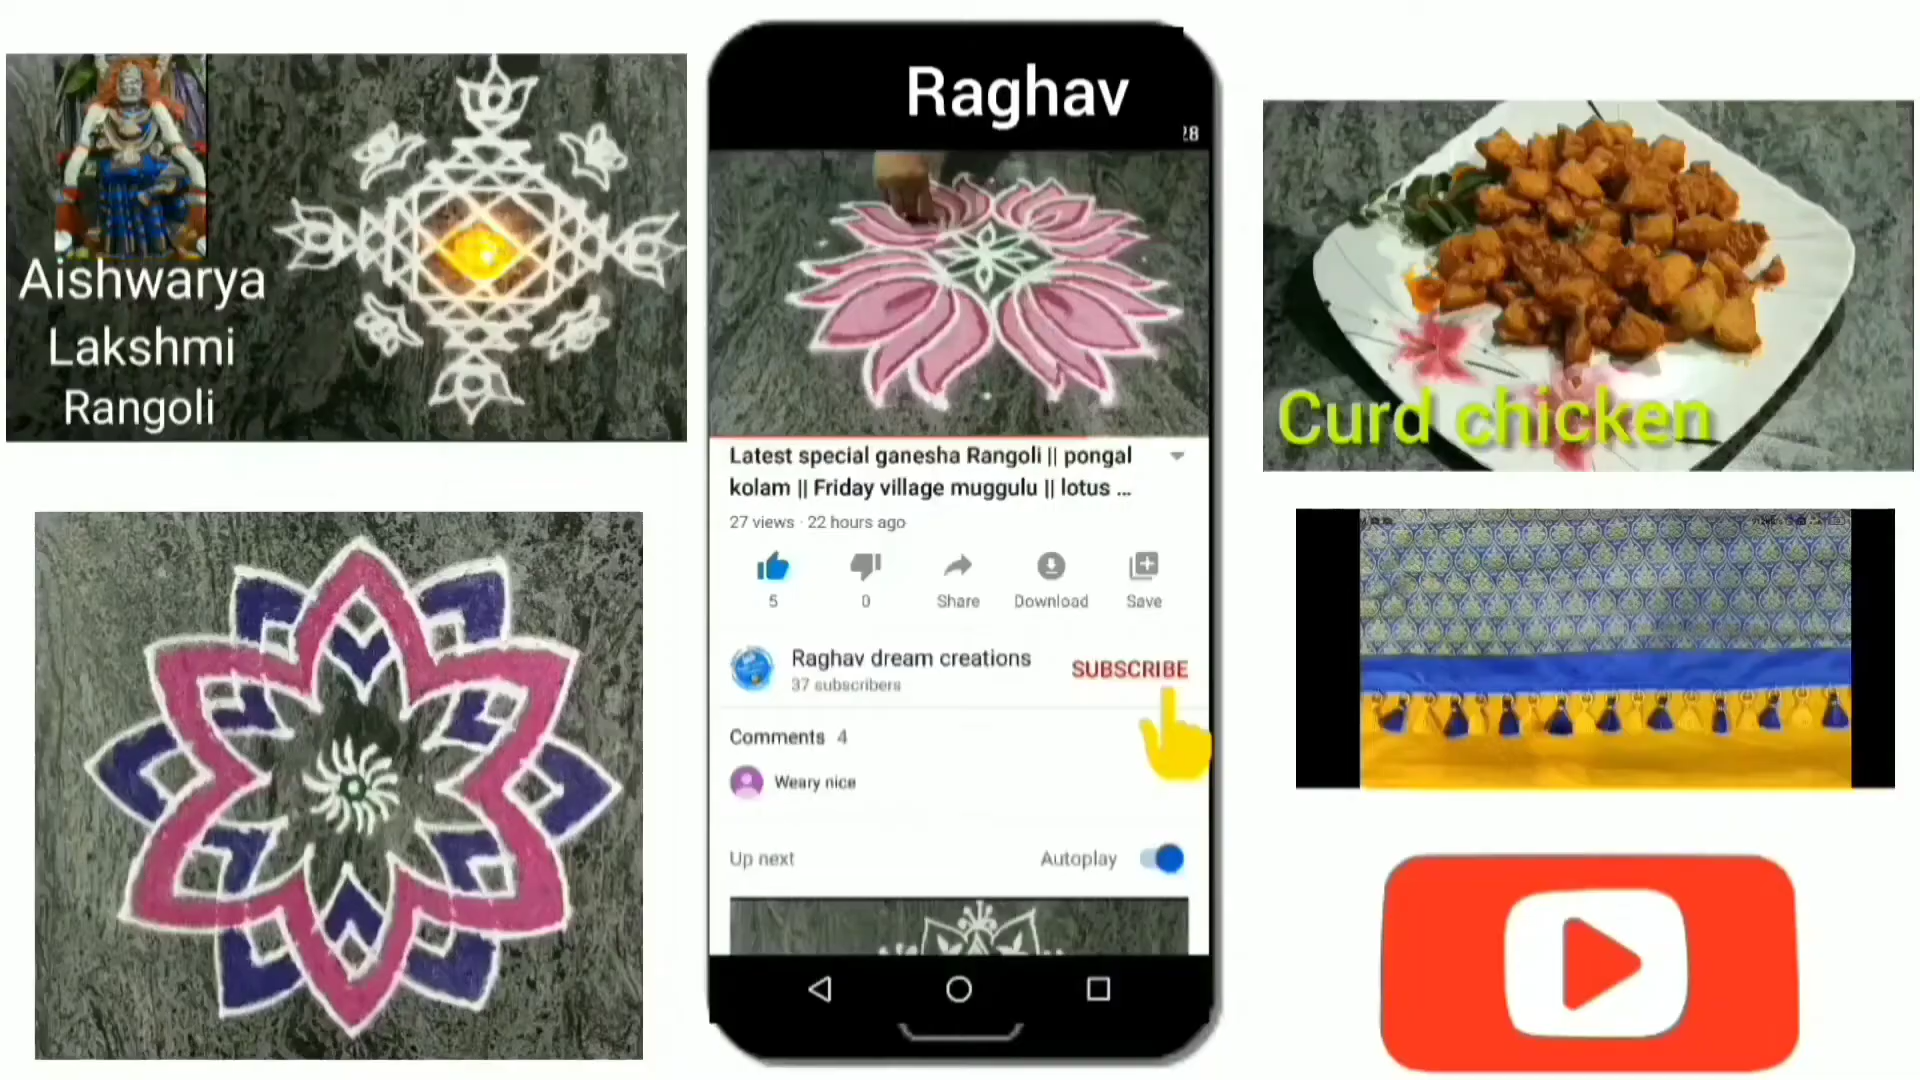 Aishwarya
Lakshmi
Rangoli
Raghav
28
Latest special ganesha Rangoli || pongal
kolam || Friday village muggulu || lotus ...
27 views · 22 hours ago
5
0
Share
Download
Save
Raghav dream creations
37 subscribers
SUBSCRIBE
Comments 4
Weary nice
Up next
Autoplay
Curd chicken